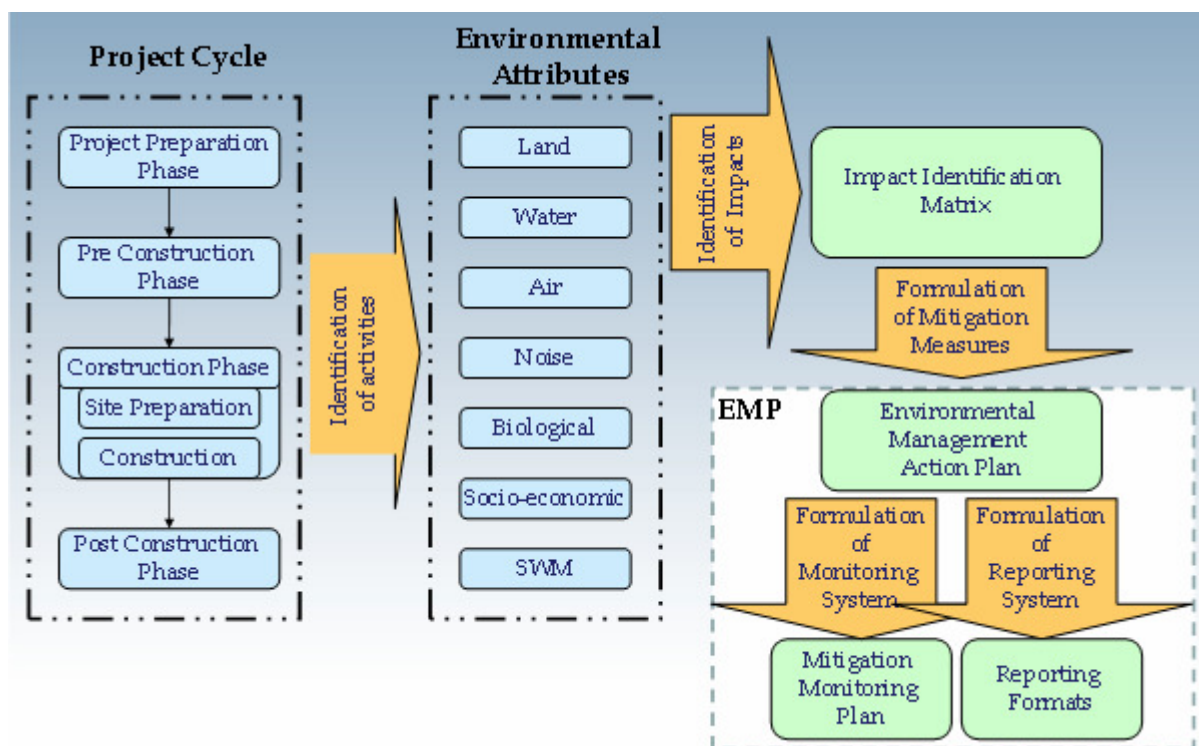 Project Cycle
Project Preparation
Phase
Pre Construction
Phase
Construction Phase
Site Preparation
Construction
Post Construction
Phase
Identification
of activities
Environmental
Attributes
Land
Water
Air
Noise
Biological
Socio-economic
SWM
Identification
of Impacts
Impact Identification
Matrix
Formulation
of Mitigation
Measures
EMP
Environmental
Management
Action Plan
Formulation
of
Monitoring
System
Formulation
of
Reporting
System
Mitigation
Monitoring
Plan
Reporting
Formats